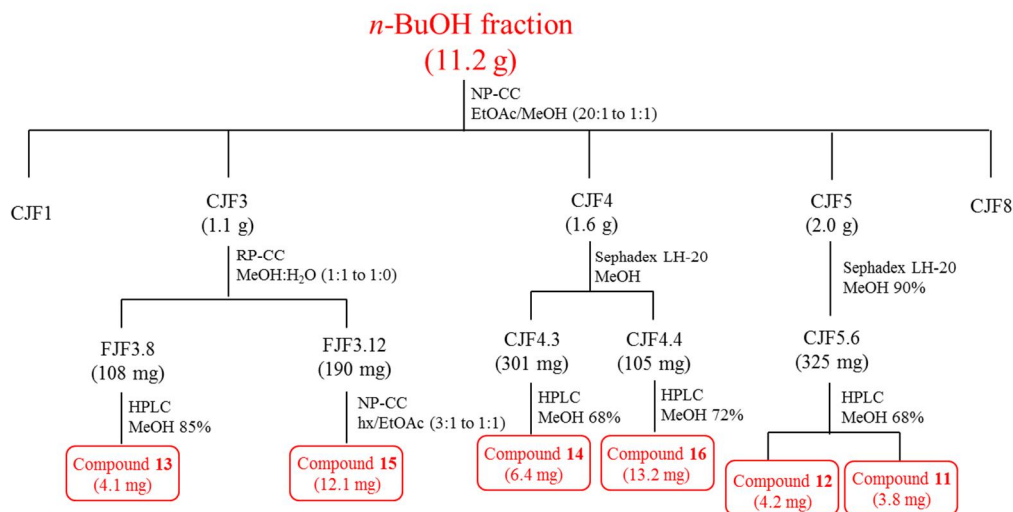 n-BuOH fraction
(11.2 g)
NP-CC
EtOAc/MeOH (20:1 to 1:1)
CJF1
CJF3
(1.1 g)
CJF4
(1.6 g)
CJF5
(2.0 g)
CJF8
RP-CC
MeOH:H₂O (1:1 to 1:0)
Sephadex LH-20
MeOH
Sephadex LH-20
MeOH 90%
FJF3.8
(108 mg)
FJF3.12
(190 mg)
CJF4.3
(301 mg)
CJF4.4
(105 mg)
CJF5.6
(325 mg)
HPLC
MeOH 85%
NP-CC
hx/EtOAc (3:1 to 1:1)
HPLC
MeOH 68%
HPLC
MeOH 72%
HPLC
MeOH 68%
Compound 13
(4.1 mg)
Compound 15
(12.1 mg)
Compound 14
(6.4 mg)
Compound 16
(13.2 mg)
Compound 12
(4.2 mg)
Compound 11
(3.8 mg)